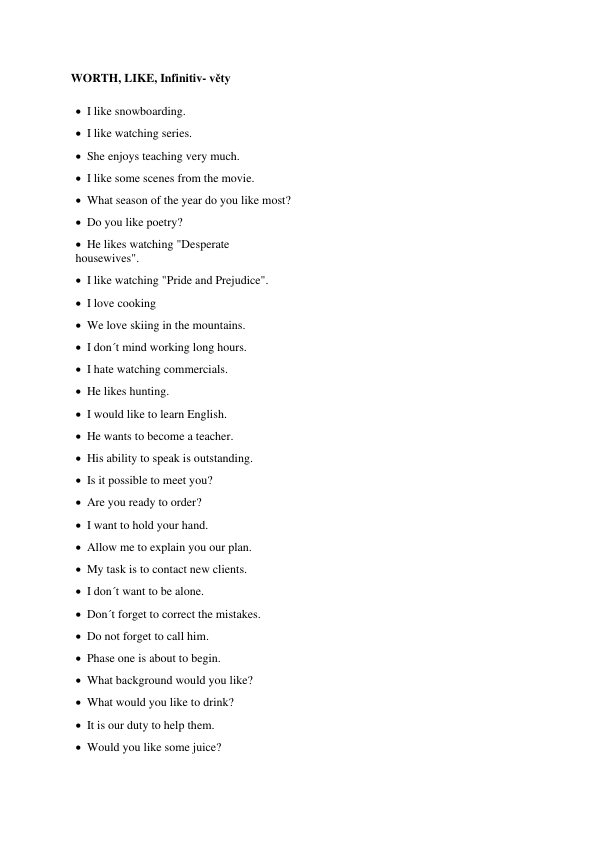 WORTH, LIKE, Infinitiv- věty
• I like snowboarding.
• I like watching series.
• She enjoys teaching very much.
• I like some scenes from the movie.
• What season of the year do you like most?
• Do you like poetry?
• He likes watching "Desperate
housewives".
• I like watching "Pride and Prejudice".
• I love cooking
• We love skiing in the mountains.
• I don´t mind working long hours.
• I hate watching commercials.
• He likes hunting.
• I would like to learn English.
• He wants to become a teacher.
• His ability to speak is outstanding.
• Is it possible to meet you?
• Are you ready to order?
• I want to hold your hand.
• Allow me to explain you our plan.
• My task is to contact new clients.
• I don´t want to be alone.
• Don´t forget to correct the mistakes.
• Do not forget to call him.
• Phase one is about to begin.
• What background would you like?
• What would you like to drink?
• It is our duty to help them.
• Would you like some juice?